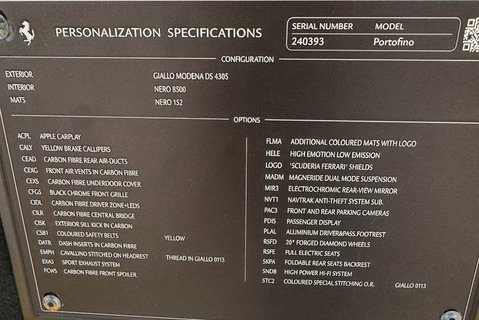 PERSONALIZATION SPECIFICATIONS
SERIAL NUMBER MODEL
240393 Portofino
CONFIGURATION
EXTERIOR GIALLO MODENA DS 4305
INTERIOR NERO 8500
MATS NERO 152
OPTIONS
ACPL APPLE CARPLAY
CALY YELLOW BRAKE CALLIPERS
CEAD CARBON FIBRE REAR AIR-DUCTS
CEXG FRONT AIR VENTS IN CARBON FIBRE
CEXS CARBON FIBRE UNDERDOOR COVER
CFGS BLACK CHROME FRONT GRILLE
CIDL CARBON FIBRE DRIVER ZONE+LEDS
CILR CARBON FIBRE CENTRAL BRIDGE
CISK EXTERIOR SILL KICK IN CARBON
CSB1 COLOURED SAFETY BELTS YELLOW
DATR DASH INSERTS IN CARBON FIBRE
EMPH CAVALLINO STITCHED ON HEADREST THREAD IN GIALLO 0113
EXA3 SPORT EXHAUST SYSTEM
FCWS CARBON FIBRE FRONT SPOILER
FLMA ADDITIONAL COLOURED MATS WITH LOGO
HELE HIGH EMOTION LOW EMISSION
LOGO 'SCUDERIA FERRARI' SHIELDS
MADM MAGNERIDE DUAL MODE SUSPENSION
MIR3 ELECTROCHROMIC REAR-VIEW MIRROR
NVT1 NAVTRAK ANTI-THEFT SYSTEM SUB.
PAC3 FRONT AND REAR PARKING CAMERAS
PDIS PASSENGER DISPLAY
PLAL ALUMINIUM DRIVER&PASS.FOOTREST
RSFD 20" FORGED DIAMOND WHEELS
RSFE FULL ELECTRIC SEATS
SKPA FOLDABLE REAR SEATS BACKREST
SNDB HIGH POWER HI-FI SYSTEM
STC2 COLOURED SPECIAL STITCHING O.R. GIALLO 0113